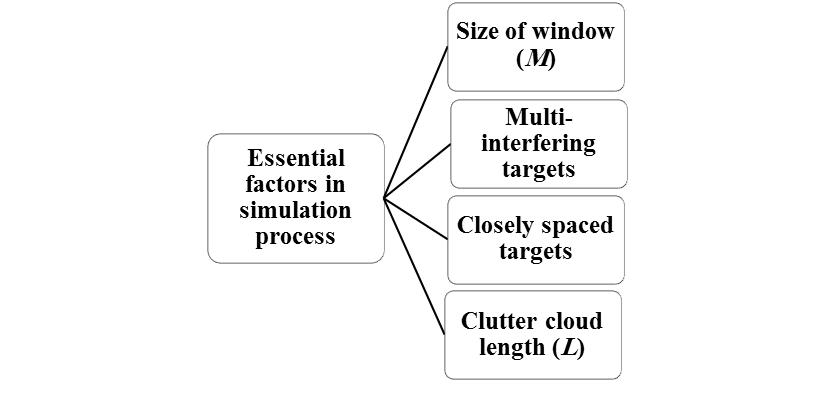 Essential
factors in
simulation
process
Size of window
(M)
Multi-
interfering
targets
Closely spaced
targets
Clutter cloud
length (L)